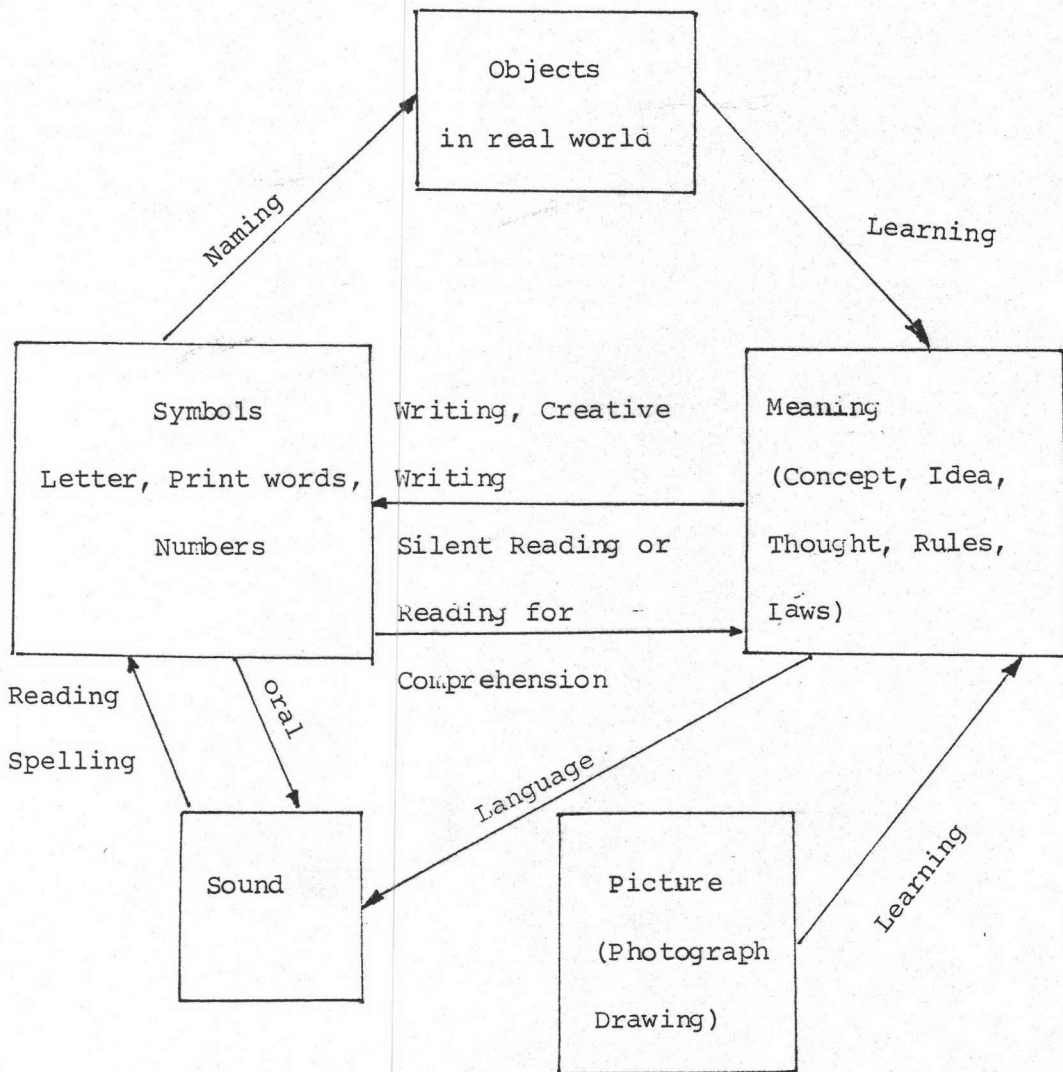 Objects
in real world
Naming
Learning
Symbols
Letter, Print words,
Numbers
Writing, Creative
Writing
Silent Reading or
Reading for
Comprehension
Meaning
(Concept, Idea,
Thought, Rules,
Laws)
Reading
Spelling
oral
Language
Learning
Sound
Picture
(Photograph
Drawing)